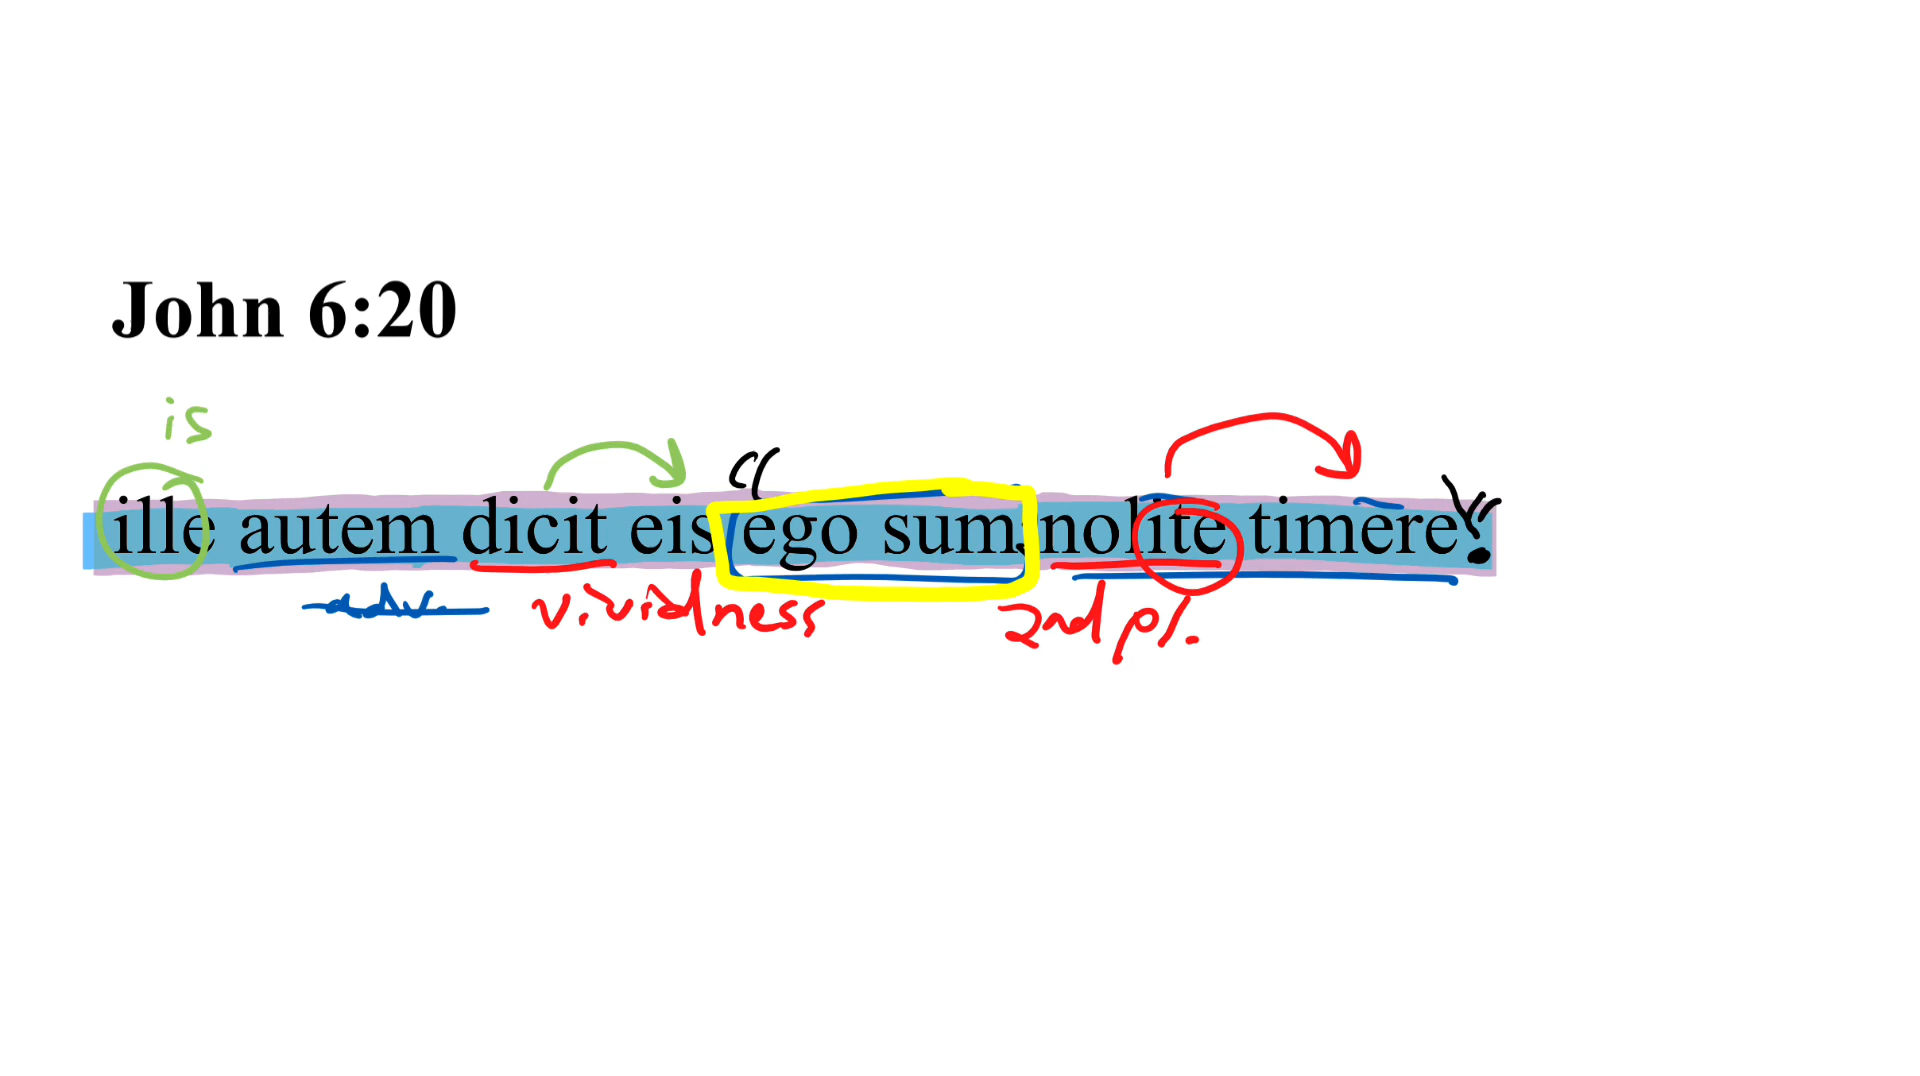 John 6:20
is
ille autem dicit eis “ego sum, nolite timere!”
adv. vividness 2nd pl.